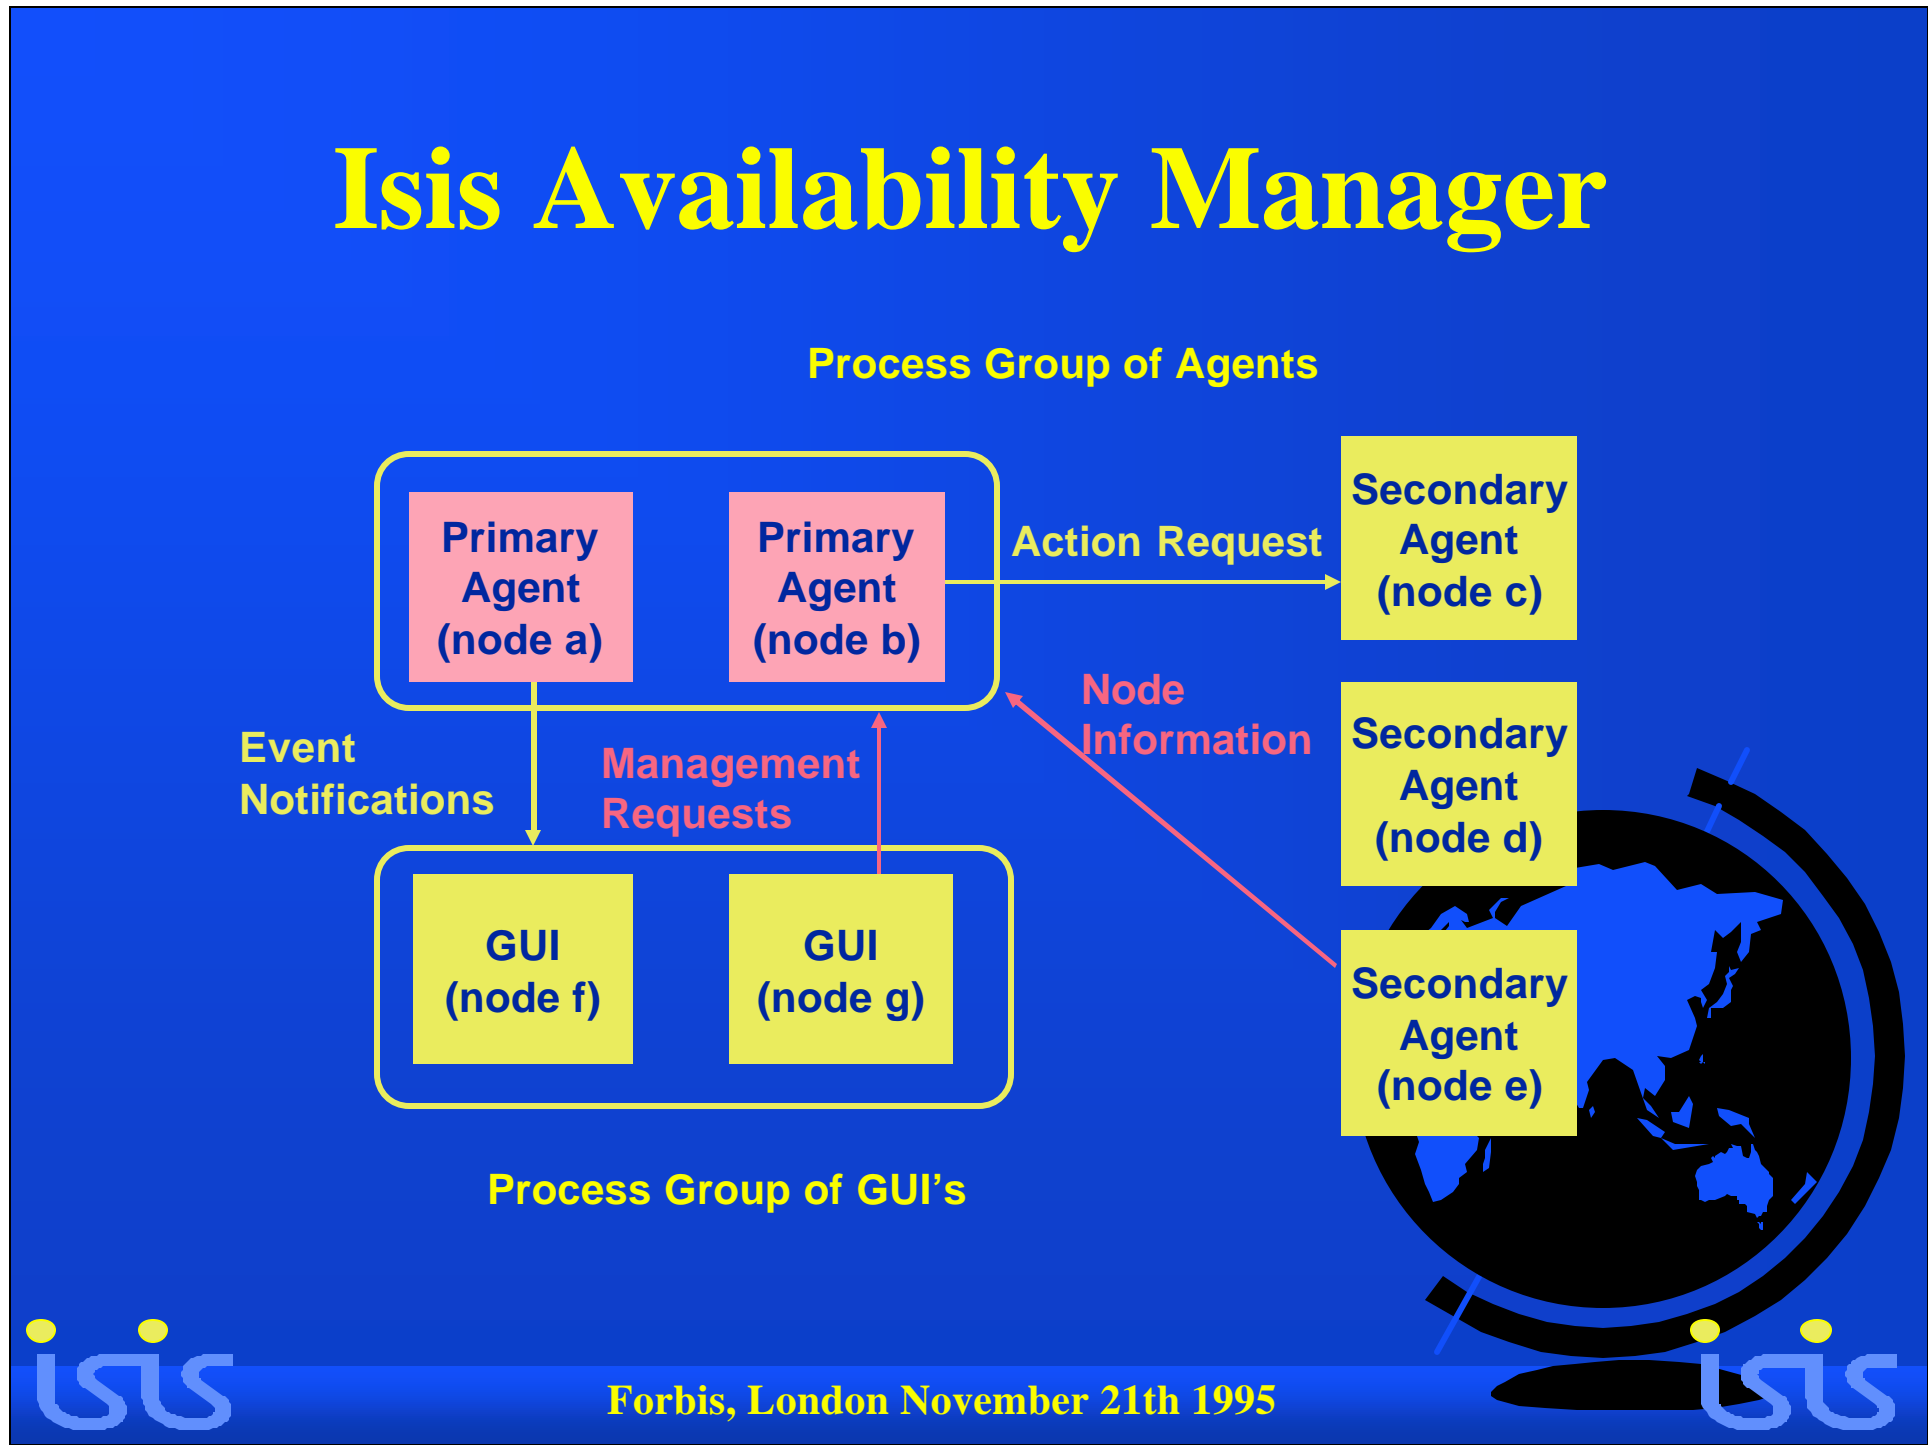 Isis Availability Manager
Process Group of Agents
Primary
Agent
(node a)
Primary
Agent
(node b)
Action Request
Secondary
Agent
(node c)
Node
Information
Secondary
Agent
(node d)
Event
Notifications
Management
Requests
GUI
(node f)
GUI
(node g)
Secondary
Agent
(node e)
Process Group of GUI’s
isis
Forbis, London November 21th 1995
isis